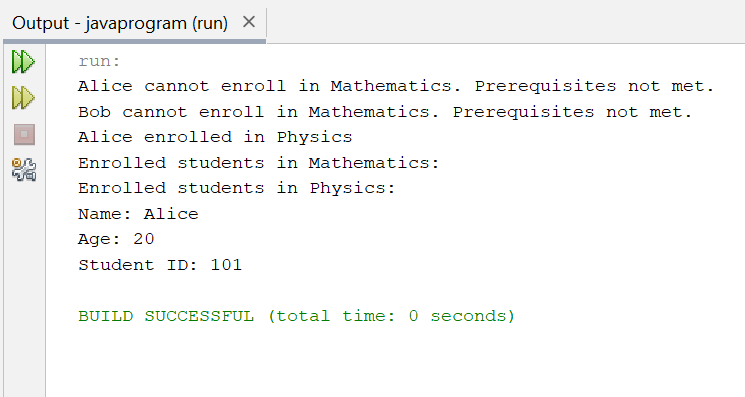 Output - javaprogram (run)
run:
Alice cannot enroll in Mathematics. Prerequisites not met.
Bob cannot enroll in Mathematics. Prerequisites not met.
Alice enrolled in Physics
Enrolled students in Mathematics:
Enrolled students in Physics:
Name: Alice
Age: 20
Student ID: 101
BUILD SUCCESSFUL (total time: 0 seconds)